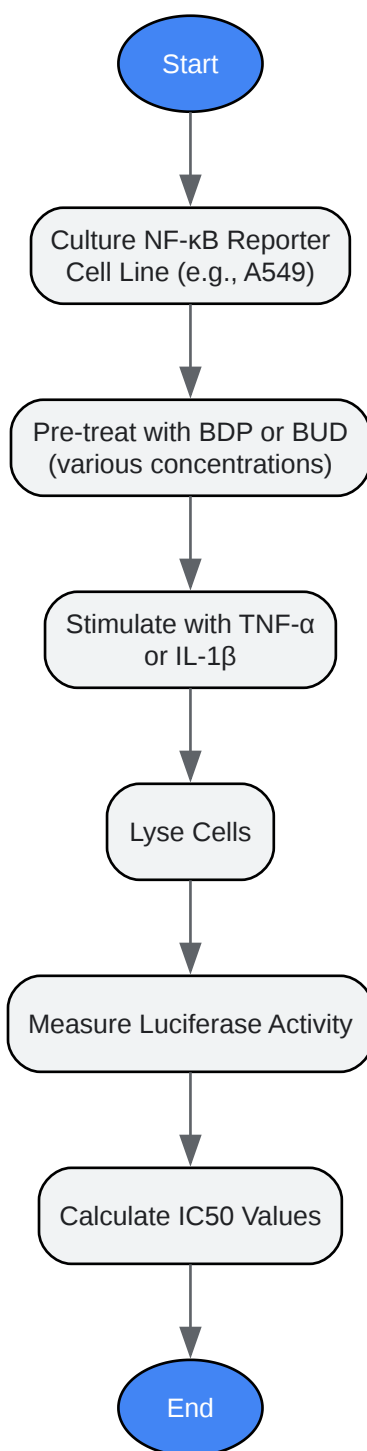 Start
Culture NF-κB Reporter
Cell Line (e.g., A549)
Pre-treat with BDP or BUD
(various concentrations)
Stimulate with TNF-α
or IL-1β
Lyse Cells
Measure Luciferase Activity
Calculate IC50 Values
End